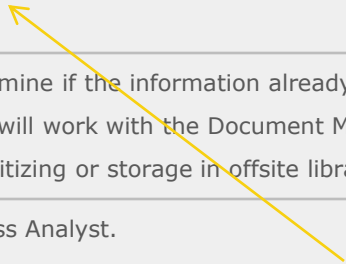 mine if the information already
will work with the Document M
itizing or storage in offsite libra
ss Analyst.